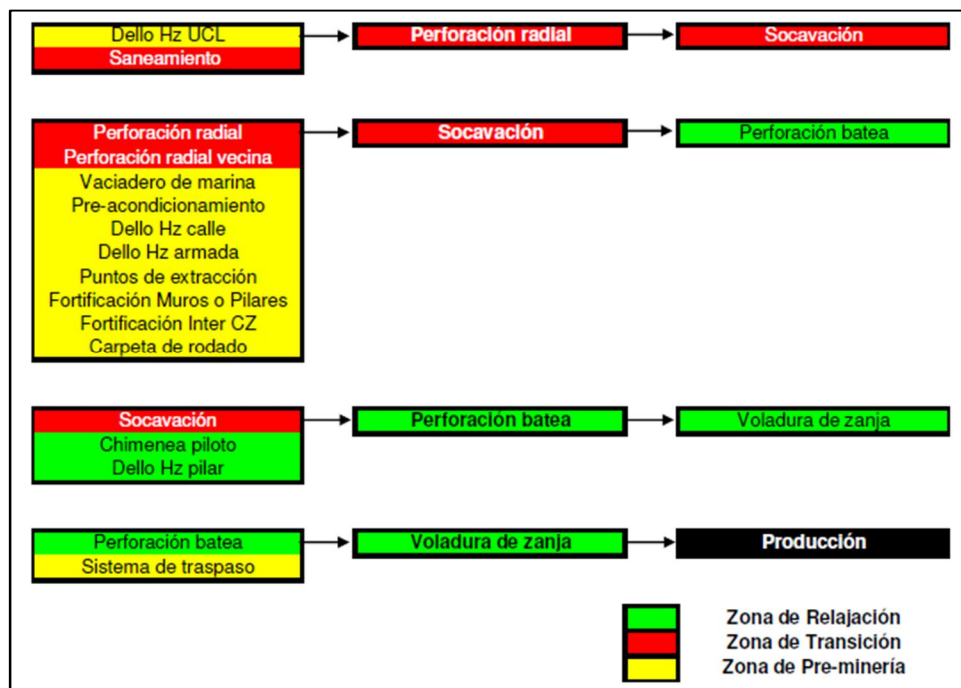 Dello Hz UCL
Saneamiento
Perforación radial
Socavación
Perforación radial
Perforación radial vecina
Vaciadero de marina
Pre-acondicionamiento
Dello Hz calle
Dello Hz armada
Puntos de extracción
Fortificación Muros o Pilares
Fortificación Inter CZ
Carpeta de rodado
Socavación
Perforación batea
Socavación
Chimenea piloto
Dello Hz pilar
Perforación batea
Voladura de zanja
Perforación batea
Sistema de traspaso
Voladura de zanja
Producción
Zona de Relajación
Zona de Transición
Zona de Pre-minería